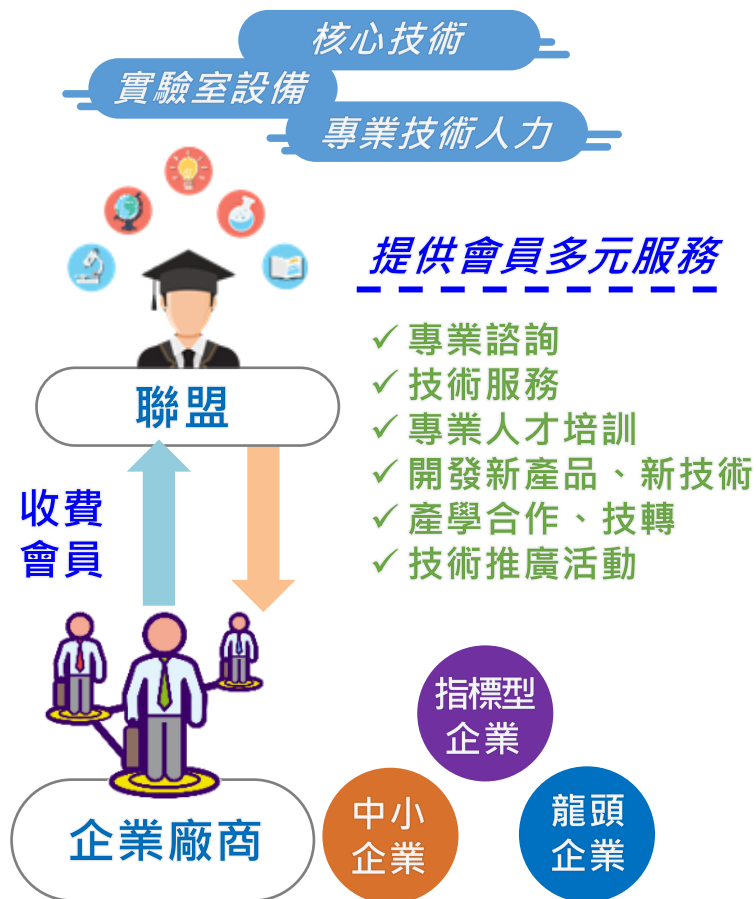 核心技術
實驗室設備
專業技術人力
提供會員多元服務
✓ 專業諮詢
✓ 技術服務
✓ 專業人才培訓
✓ 開發新產品、新技術
✓ 產學合作、技轉
✓ 技術推廣活動
聯盟
收費
會員
企業廠商
指標型
企業
中小
企業
龍頭
企業